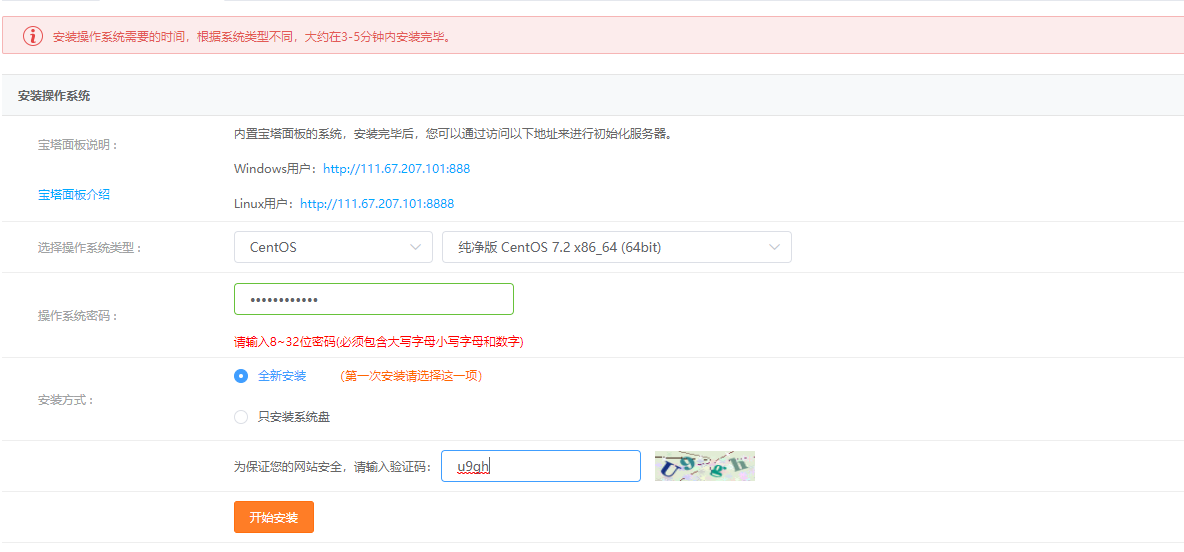 安装操作系统需要的时间，根据系统类型不同，大约在3-5分钟内安装完毕。
安装操作系统
宝塔面板说明：
宝塔面板介绍
内置宝塔面板的系统，安装完毕后，您可以通过访问以下地址来进行初始化服务器。
Windows用户：http://111.67.207.101:888
Linux用户：http://111.67.207.101:8888
选择操作系统类型：
CentOS
纯净版 CentOS 7.2 x86_64 (64bit)
操作系统密码：
••••••••••••
请输入8~32位密码(必须包含大写字母小写字母和数字)
安装方式：
全新安装 (第一次安装请选择这一项)
只安装系统盘
为保证您的网站安全，请输入验证码：
u9gh
U9gh
开始安装